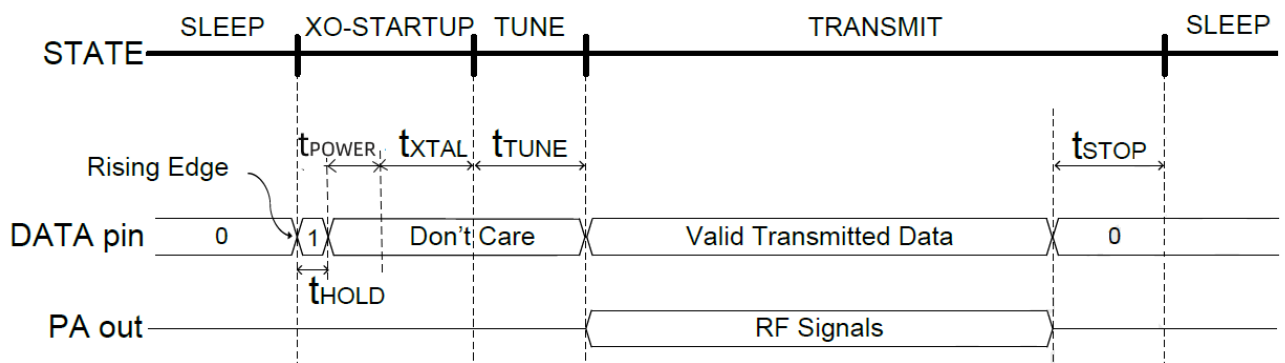 SLEEP XO-STARTUP TUNE TRANSMIT SLEEP
STATE
tPOWER tXTAL tTUNE tSTOP
Rising Edge
DATA pin 0 1 Don't Care Valid Transmitted Data 0
tHOLD
PA out RF Signals